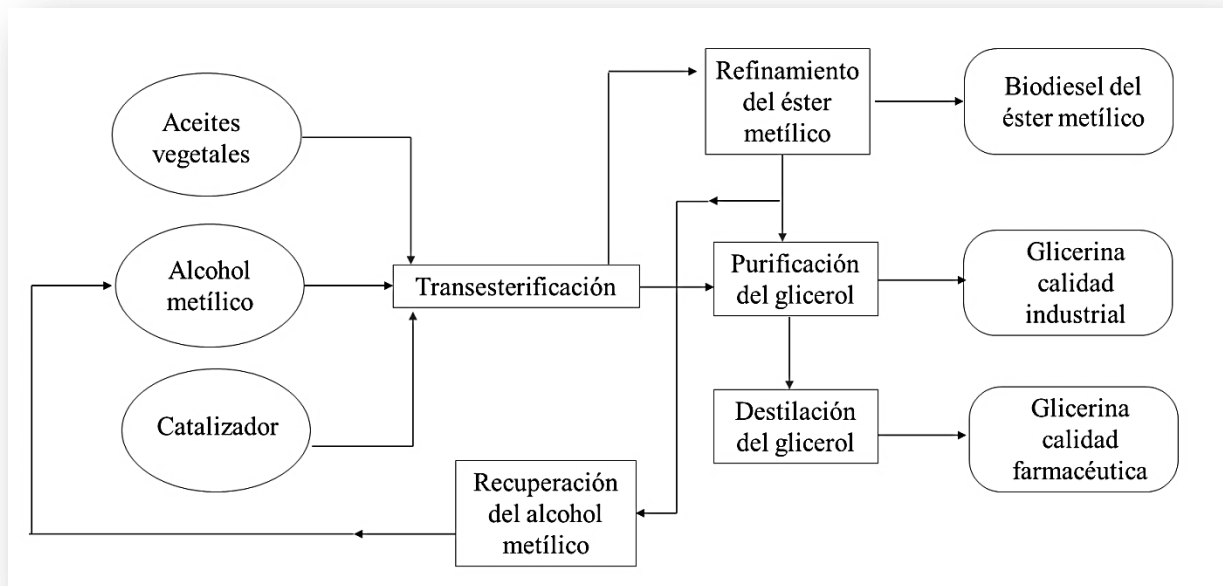 Aceites
vegetales
Alcohol
metílico
Catalizador
Transesterificación
Recuperación
del alcohol
metílico
Refinamiento
del éster
metílico
Purificación
del glicerol
Destilación
del glicerol
Biodiesel del
éster metílico
Glicerina
calidad
industrial
Glicerina
calidad
farmacéutica